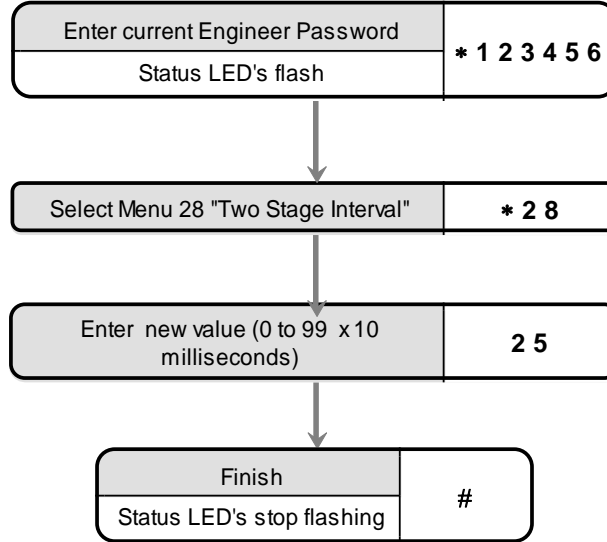 Enter current Engineer Password
Status LED's flash
* 1 2 3 4 5 6
Select Menu 28 "Two Stage Interval"
* 2 8
Enter new value (0 to 99 x 10
milliseconds)
2 5
Finish
Status LED's stop flashing
#